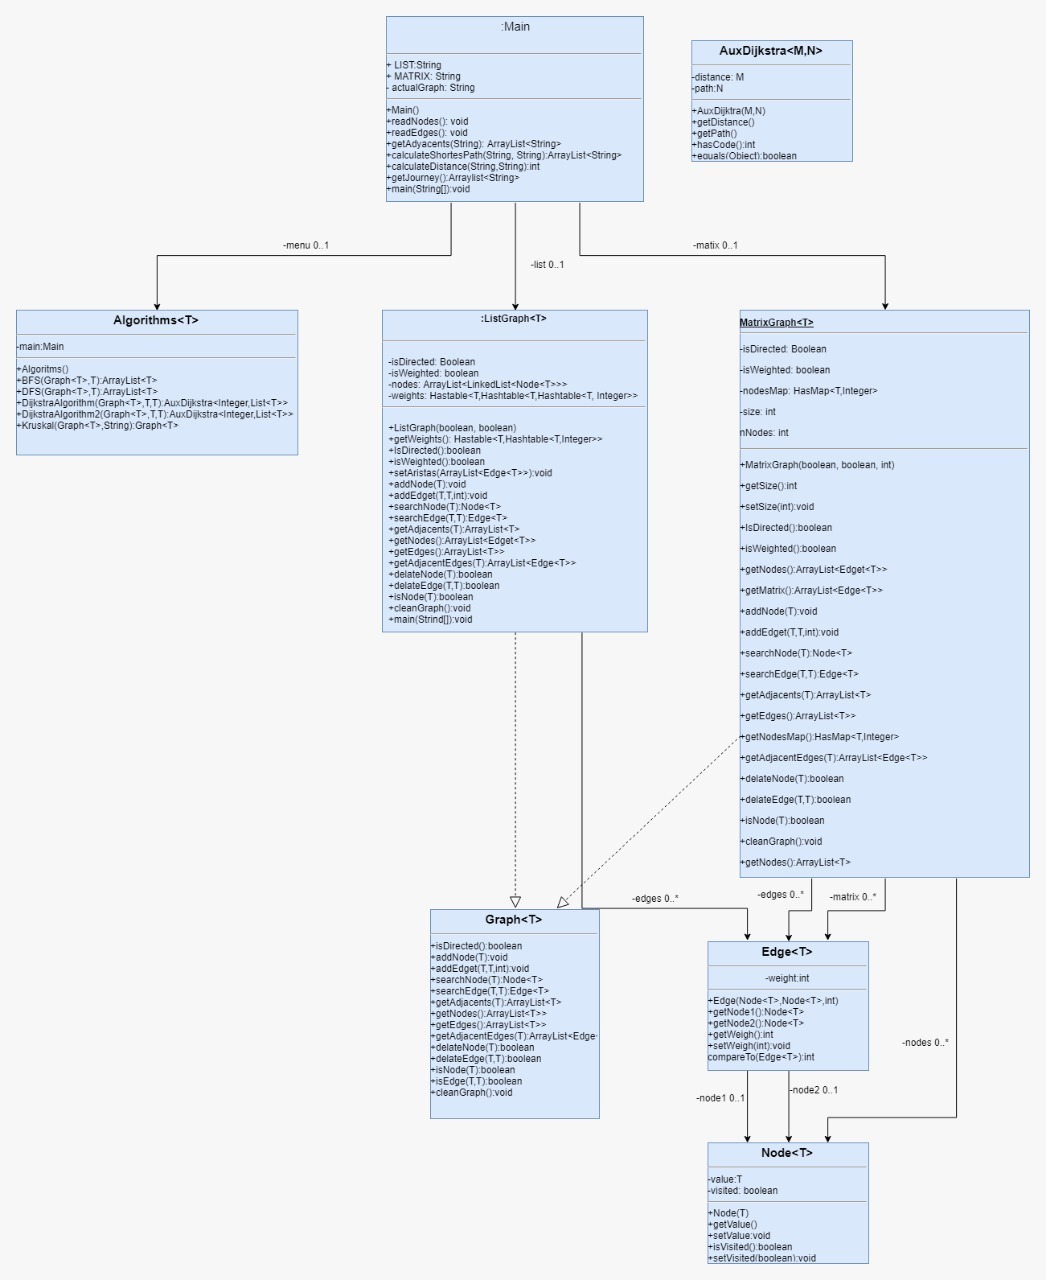 :Main
+ LIST:String
+ MATRIX: String
- actualGraph: String
+Main()
+readNodes(): void
+readEdges(): void
+getAdyacents(String): ArrayList<String>
+calculateShortesPath(String, String):ArrayList<String>
+calculateDistance(String,String):int
+getJourney():Arraylist<String>
+main(String[]):void
AuxDijkstra<M,N>
-distance: M
-path:N
+AuxDijktra(M,N)
+getDistance()
+getPath()
+hasCode():int
+equals(Object):boolean
-menu 0..1
-list 0..1
-matix 0..1
Algorithms<T>
-main:Main
+Algoritms()
+BFS(Graph<T>,T):ArrayList<T>
+DFS(Graph<T>,T):ArrayList<T>
+DijkstraAlgorithm(Graph<T>,T,T):AuxDijkstra<Integer,List<T>>
+DijkstraAlgorithm2(Graph<T>,T,T):AuxDijkstra<Integer,List<T>>
+Kruskal(Graph<T>,String):Graph<T>
:ListGraph<T>
-isDirected: Boolean
-isWeighted: boolean
-nodes: ArrayList<LinkedList<Node<T>>>
-weights: Hastable<T,Hashtable<T,Hashtable<T, Integer>>
+ListGraph(boolean, boolean)
+getWeights(): Hastable<T,Hashtable<T,Integer>>
+IsDirected():boolean
+isWeighted():boolean
+setAristas(ArrayList<Edge<T>>):void
+addNode(T):void
+addEdget(T,T,int):void
+searchNode(T):Node<T>
+searchEdge(T,T):Edge<T>
+getAdjacents(T):ArrayList<T>
+getNodes():ArrayList<Edget<T>>
+getEdges():ArrayList<T>>
+getAdjacentEdges(T):ArrayList<Edge<T>>
+delateNode(T):boolean
+delateEdge(T,T):boolean
+isNode(T):boolean
+cleanGraph():void
+main(Strind[]):void
MatrixGraph<T>
-isDirected: Boolean
-isWeighted: boolean
-nodesMap: HasMap<T,Integer>
-size: int
nNodes: int
+MatrixGraph(boolean, boolean, int)
+getSize():int
+setSize(int):void
+IsDirected():boolean
+isWeighted():boolean
+getNodes():ArrayList<Edget<T>>
+getMatrix():ArrayList<Edge<T>>
+addNode(T):void
+addEdget(T,T,int):void
+searchNode(T):Node<T>
+searchEdge(T,T):Edge<T>
+getAdjacents(T):ArrayList<T>
+getEdges():ArrayList<T>>
+getNodesMap():HasMap<T,Integer>
+getAdjacentEdges(T):ArrayList<Edge<T>>
+delateNode(T):boolean
+delateEdge(T,T):boolean
+isNode(T):boolean
+cleanGraph():void
+getNodes():ArrayList<T>
-edges 0..*
-edges 0..*
-matrix 0..*
Graph<T>
+isDirected():boolean
+addNode(T):void
+addEdget(T,T,int):void
+searchNode(T):Node<T>
+searchEdge(T,T):Edge<T>
+getAdjacents(T):ArrayList<T>
+getNodes():ArrayList<T>>
+getEdges():ArrayList<T>>
+getAdjacentEdges(T):ArrayList<Edge
+delateNode(T):boolean
+delateEdge(T,T):boolean
+isNode(T):boolean
+isEdge(T,T):boolean
+cleanGraph():void
Edge<T>
-weight:int
+Edge(Node<T>,Node<T>,int)
+getNode1():Node<T>
+getNode2():Node<T>
+getWeigh():int
+setWeigh(int):void
compareTo(Edge<T>):int
-nodes 0..*
-node1 0..1
-node2 0..1
Node<T>
-value:T
-visited: boolean
+Node(T)
+getValue()
+setValue:void
+isVisited():boolean
+setVisited(boolean):void